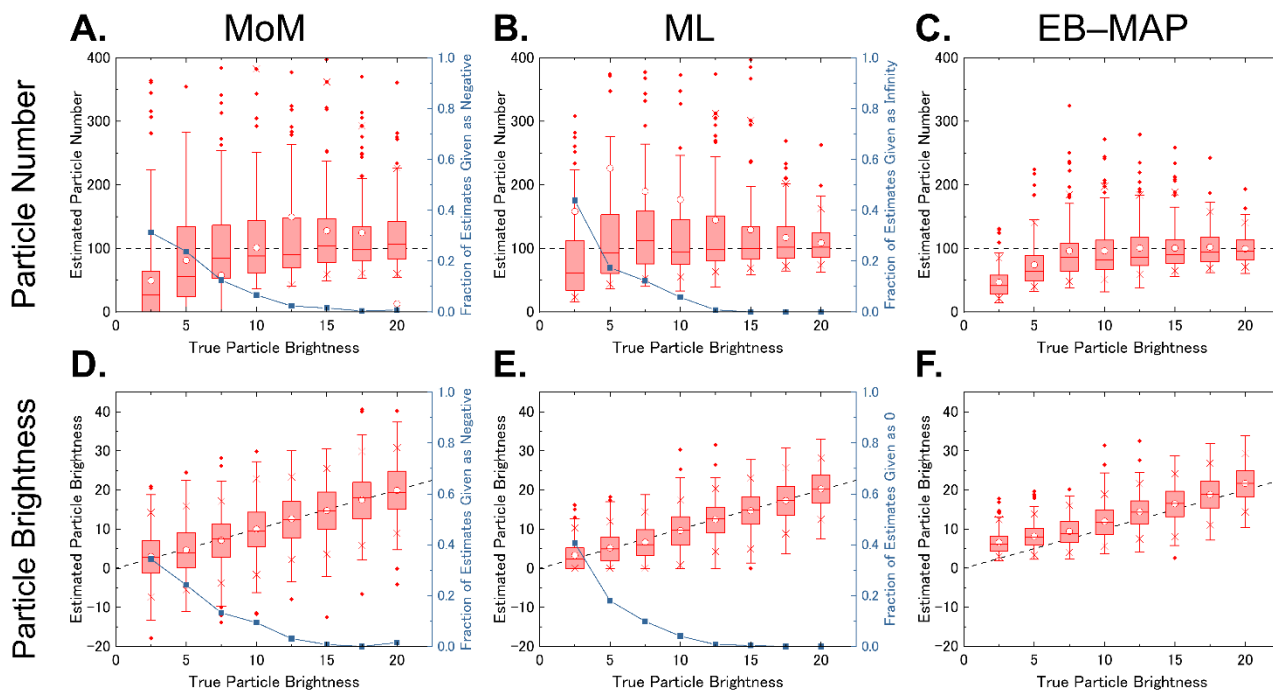 MoM
ML
EB–MAP
Particle Number
A.
400
300
200
100
0
Estimated Particle Number
1.0
0.8
0.6
0.4
0.2
0.0
Fraction of Estimates Given as Negative
0 5 10 15 20
True Particle Brightness
B.
400
300
200
100
0
Estimated Particle Number
1.0
0.8
0.6
0.4
0.2
0.0
Fraction of Estimates Given as Infinity
0 5 10 15 20
True Particle Brightness
C.
400
300
200
100
0
Estimated Particle Number
0 5 10 15 20
True Particle Brightness
Particle Brightness
D.
40
30
20
10
0
−10
−20
Estimated Particle Brightness
1.0
0.8
0.6
0.4
0.2
0.0
Fraction of Estimates Given as Negative
0 5 10 15 20
True Particle Brightness
E.
40
30
20
10
0
−10
−20
Estimated Particle Brightness
1.0
0.8
0.6
0.4
0.2
0.0
Fraction of Estimates Given as 0
0 5 10 15 20
True Particle Brightness
F.
40
30
20
10
0
−10
−20
Estimated Particle Brightness
0 5 10 15 20
True Particle Brightness